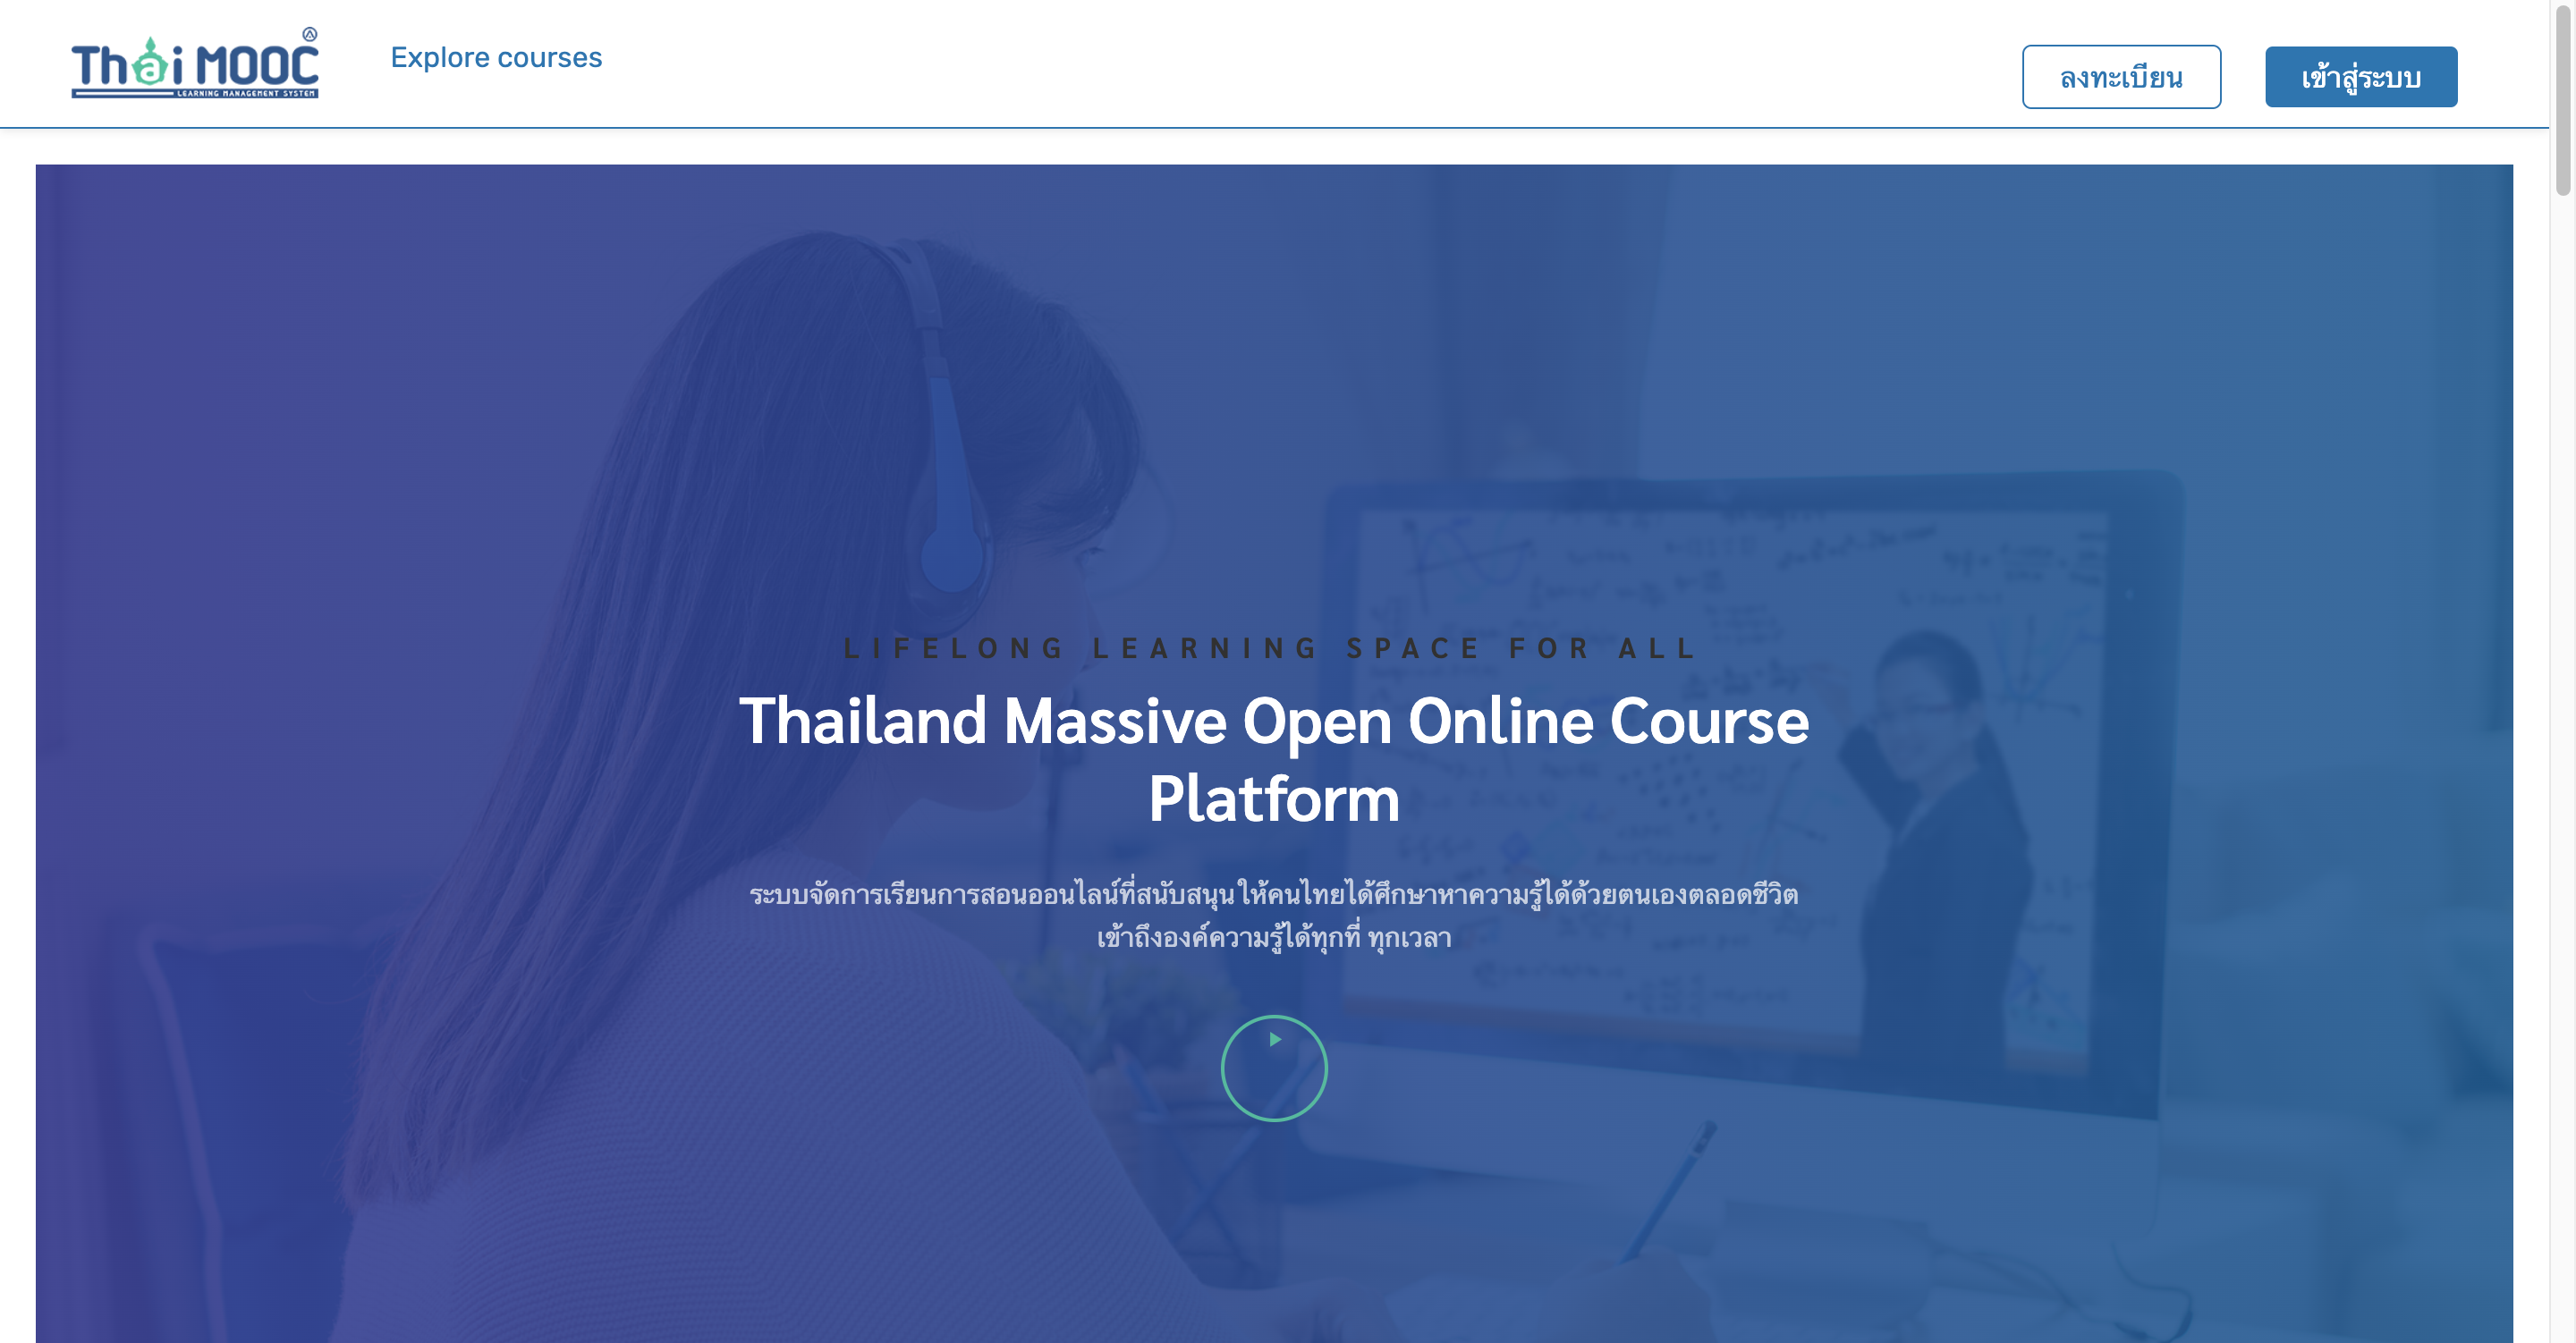 Thai MOOC
LEARNING MANAGEMENT SYSTEM
Explore courses
ลงทะเบียน
เข้าสู่ระบบ
LIFELONG LEARNING SPACE FOR ALL
Thailand Massive Open Online Course
Platform
ระบบจัดการเรียนการสอนออนไลน์ที่สนับสนุน ให้คนไทยได้ศึกษาหาความรู้ได้ด้วยตนเองตลอดชีวิต
เข้าถึงองค์ความรู้ได้ทุกที่ ทุกเวลา